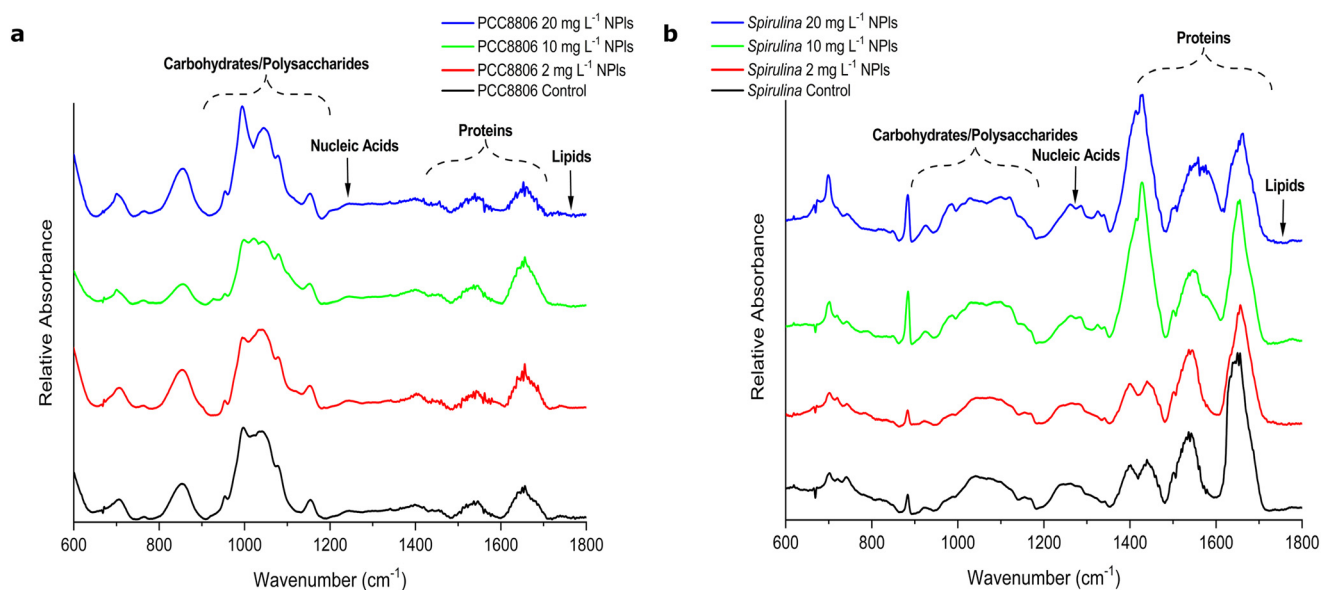 a
PCC8806 20 mg L⁻¹ NPls
PCC8806 10 mg L⁻¹ NPls
PCC8806 2 mg L⁻¹ NPls
PCC8806 Control
Carbohydrates/Polysaccharides
Nucleic Acids
Proteins
Lipids
Relative Absorbance
600 800 1000 1200 1400 1600 1800
Wavenumber (cm⁻¹)
b
Spirulina 20 mg L⁻¹ NPls
Spirulina 10 mg L⁻¹ NPls
Spirulina 2 mg L⁻¹ NPls
Spirulina Control
Proteins
Carbohydrates/Polysaccharides
Nucleic Acids
Lipids
Relative Absorbance
600 800 1000 1200 1400 1600 1800
Wavenumber (cm⁻¹)